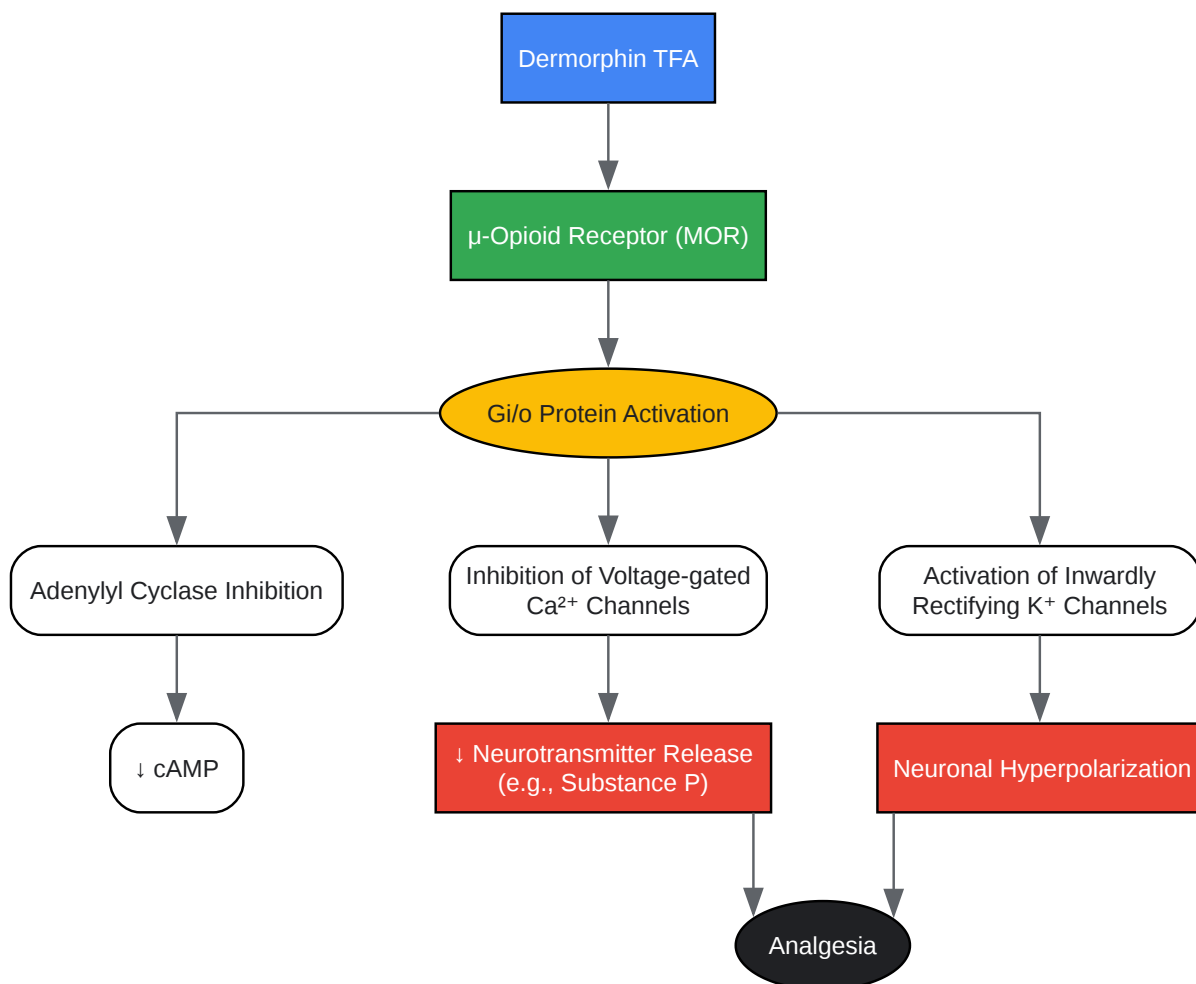 Dermorphin TFA
μ-Opioid Receptor (MOR)
Gi/o Protein Activation
Adenylyl Cyclase Inhibition
Inhibition of Voltage-gated
Ca²⁺ Channels
Activation of Inwardly
Rectifying K⁺ Channels
↓ cAMP
↓ Neurotransmitter Release
(e.g., Substance P)
Neuronal Hyperpolarization
Analgesia